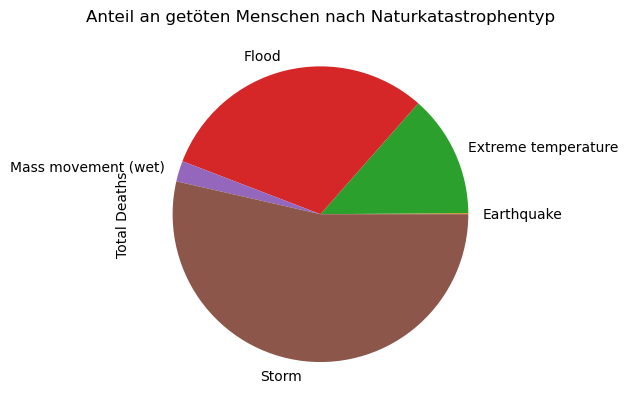 Anteil an getöten Menschen nach Naturkatastrophentyp
Flood
Extreme temperature
Mass movement (wet)
Earthquake
Total Deaths
Storm